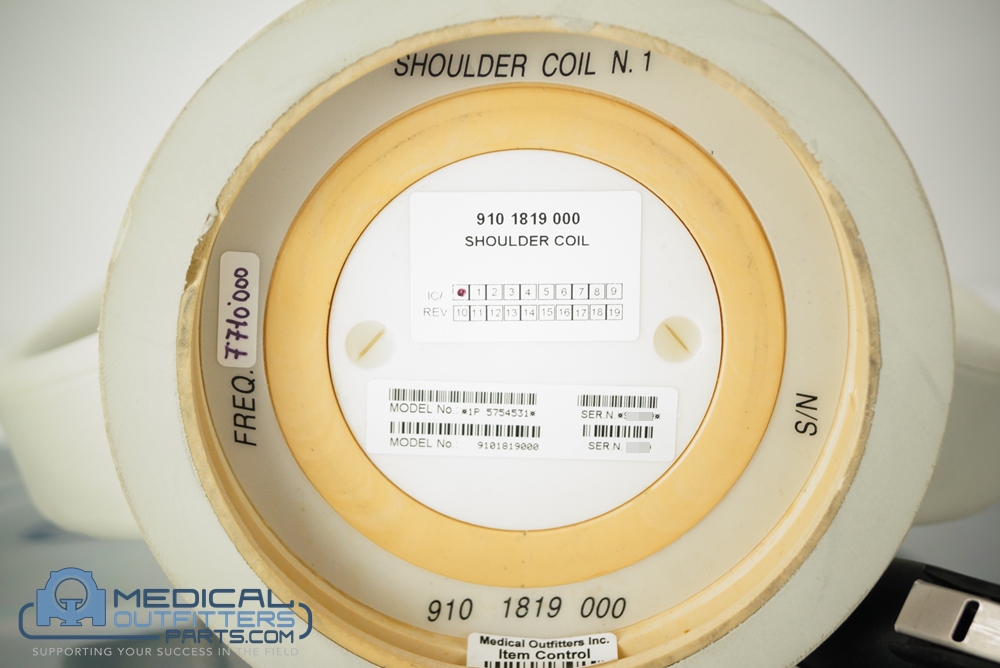 SHOULDER COIL N.1
910 1819 000
SHOULDER COIL
IC/ 1 2 3 4 5 6 7 8 9
REV 10 11 12 13 14 15 16 17 18 19
FREQ. 7.710'000
MODEL No.: *1P 5754531*
SER.N
MODEL No.: 9101819000
SER.N
S/N
910 1819 000
Medical Outfitters Inc.
Item Control
MEDICAL
OUTFITTERS
PARTS.COM
SUPPORTING YOUR SUCCESS IN THE FIELD